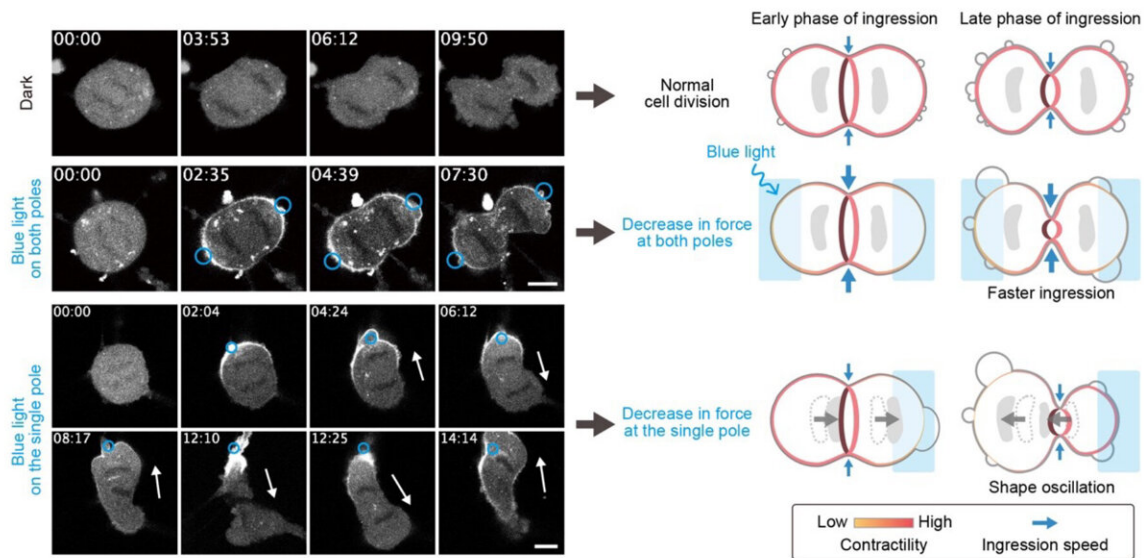 Dark
00:00
03:53
06:12
09:50
Blue light
on both poles
00:00
02:35
04:39
07:30
Blue light
on the single pole
00:00
02:04
04:24
06:12
08:17
12:10
12:25
14:14
Early phase of ingression
Late phase of ingression
Normal
cell division
Blue light
Decrease in force
at both poles
Faster ingression
Decrease in force
at the single pole
Shape oscillation
Low
High
Contractility
Ingression speed